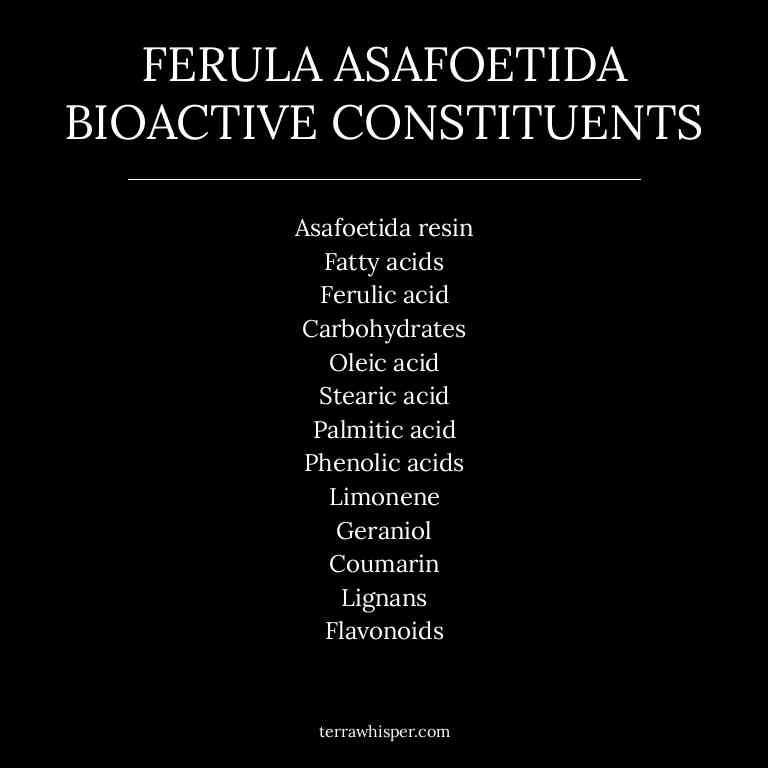 FERULA ASAFOETIDA
BIOACTIVE CONSTITUENTS
Asafoetida resin
Fatty acids
Ferulic acid
Carbohydrates
Oleic acid
Stearic acid
Palmitic acid
Phenolic acids
Limonene
Geraniol
Coumarin
Lignans
Flavonoids
terrawhisper.com